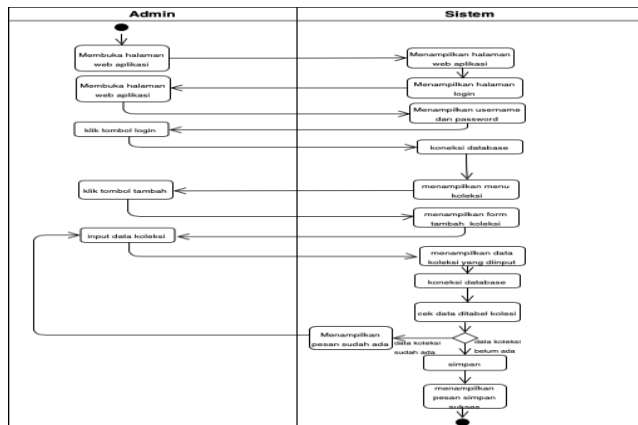 Admin
Sistem
Membuka halaman
web aplikasi
Menampilkan halaman
web aplikasi
Membuka halaman
web aplikasi
Menampilkan halaman
login
Menampilkan username
dan password
klik tombol login
koneksi database
klik tombol tambah
menampilkan menu
koleksi
menampilkan form
tambah koleksi
input data koleksi
menampilkan data
koleksi yang diinput
koneksi database
cek data ditabel kolesi
Menampilkan
pesan sudah ada
data koleksi
sudah ada
data koleksi
belum ada
simpan
menampilkan
pesan simpan
sukses